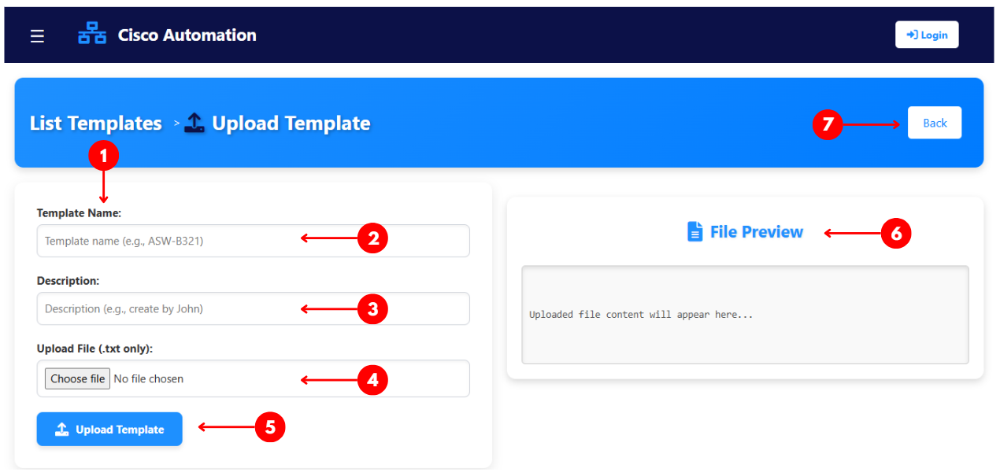 Cisco Automation
Login
List Templates > Upload Template
7
Back
1
Template Name:
Template name (e.g., ASW-B321)
2
Description:
Description (e.g., create by John)
3
Upload File (.txt only):
Choose file No file chosen
4
Upload Template
5
File Preview
6
Uploaded file content will appear here...